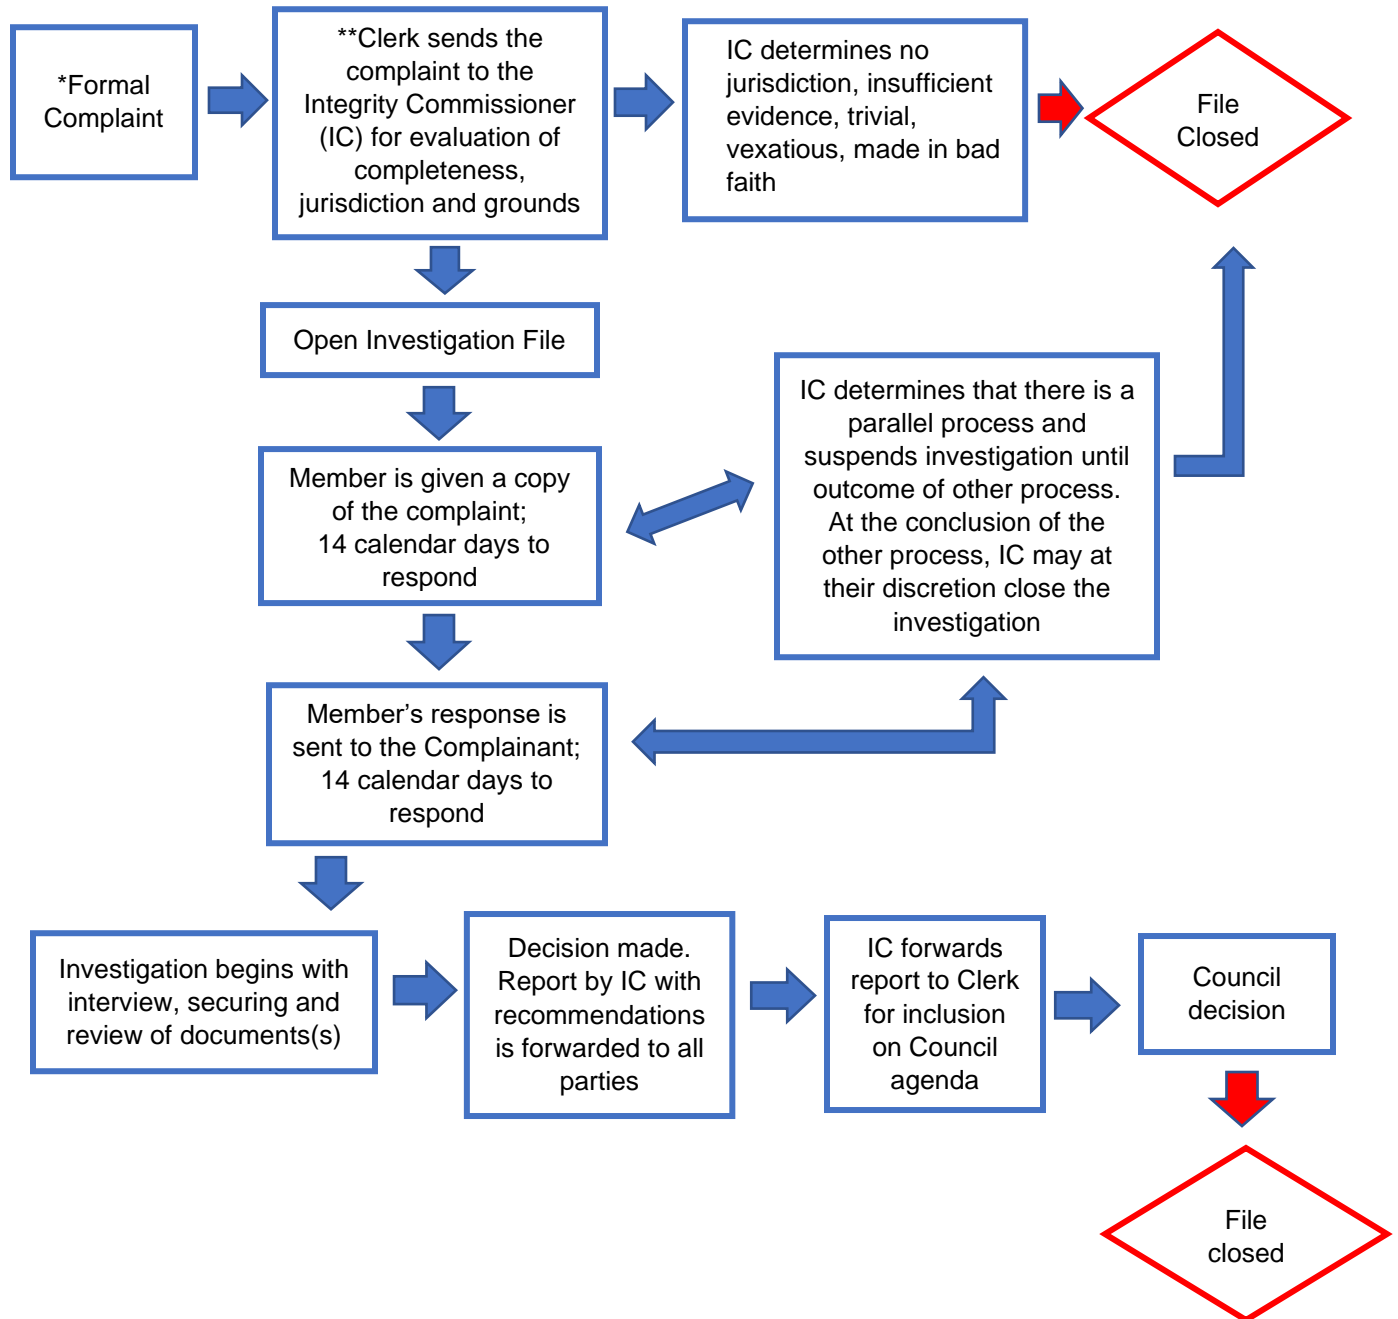 *Formal
Complaint
**Clerk sends the
complaint to the
Integrity Commissioner
(IC) for evaluation of
completeness,
jurisdiction and grounds
IC determines no
jurisdiction, insufficient
evidence, trivial,
vexatious, made in bad
faith
File
Closed
Open Investigation File
Member is given a copy
of the complaint;
14 calendar days to
respond
IC determines that there is a
parallel process and
suspends investigation until
outcome of other process.
At the conclusion of the
other process, IC may at
their discretion close the
investigation
Member’s response is
sent to the Complainant;
14 calendar days to
respond
Investigation begins with
interview, securing and
review of documents(s)
Decision made.
Report by IC with
recommendations
is forwarded to all
parties
IC forwards
report to Clerk
for inclusion
on Council
agenda
Council
decision
File
closed